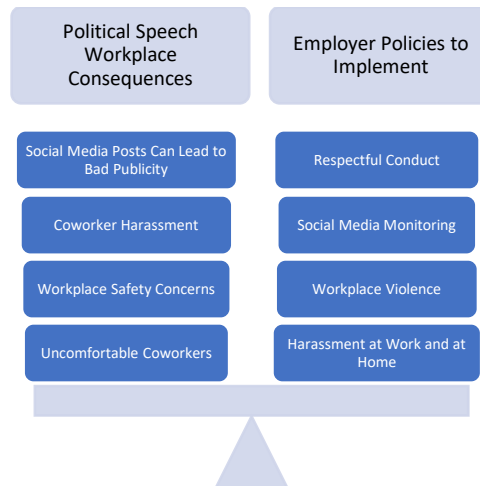 Political Speech
Workplace
Consequences
Employer Policies to
Implement
Social Media Posts Can Lead to
Bad Publicity
Coworker Harassment
Workplace Safety Concerns
Uncomfortable Coworkers
Respectful Conduct
Social Media Monitoring
Workplace Violence
Harassment at Work and at
Home